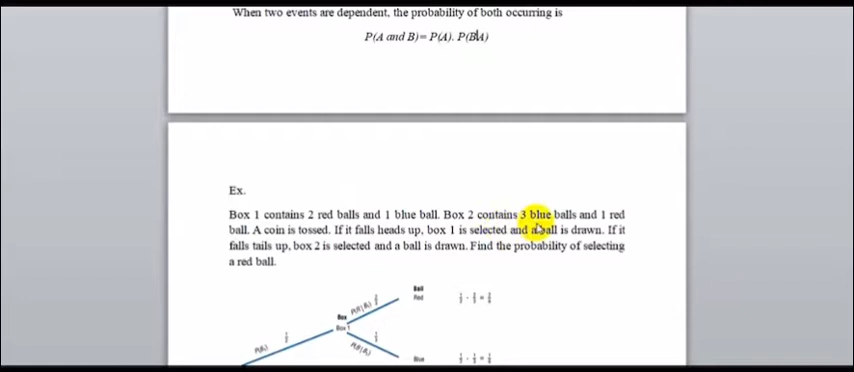 When two events are dependent, the probability of both occurring is
P(A and B)= P(A). P(B\A)
Ex.
Box 1 contains 2 red balls and 1 blue ball. Box 2 contains 3 blue balls and 1 red
ball. A coin is tossed. If it falls heads up, box 1 is selected and a ball is drawn. If it
falls tails up, box 2 is selected and a ball is drawn. Find the probability of selecting
a red ball.
Ball
Red
Box
Box 1
Blue